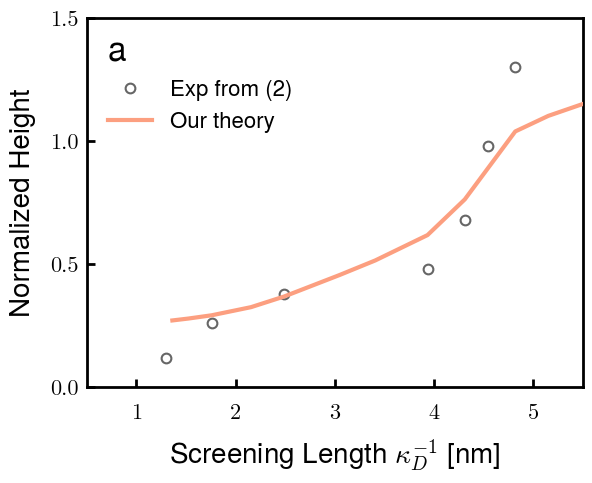 a
Exp from (2)
Our theory
Normalized Height
1.5
1.0
0.5
0.0
1 2 3 4 5
Screening Length κ_D^{-1} [nm]